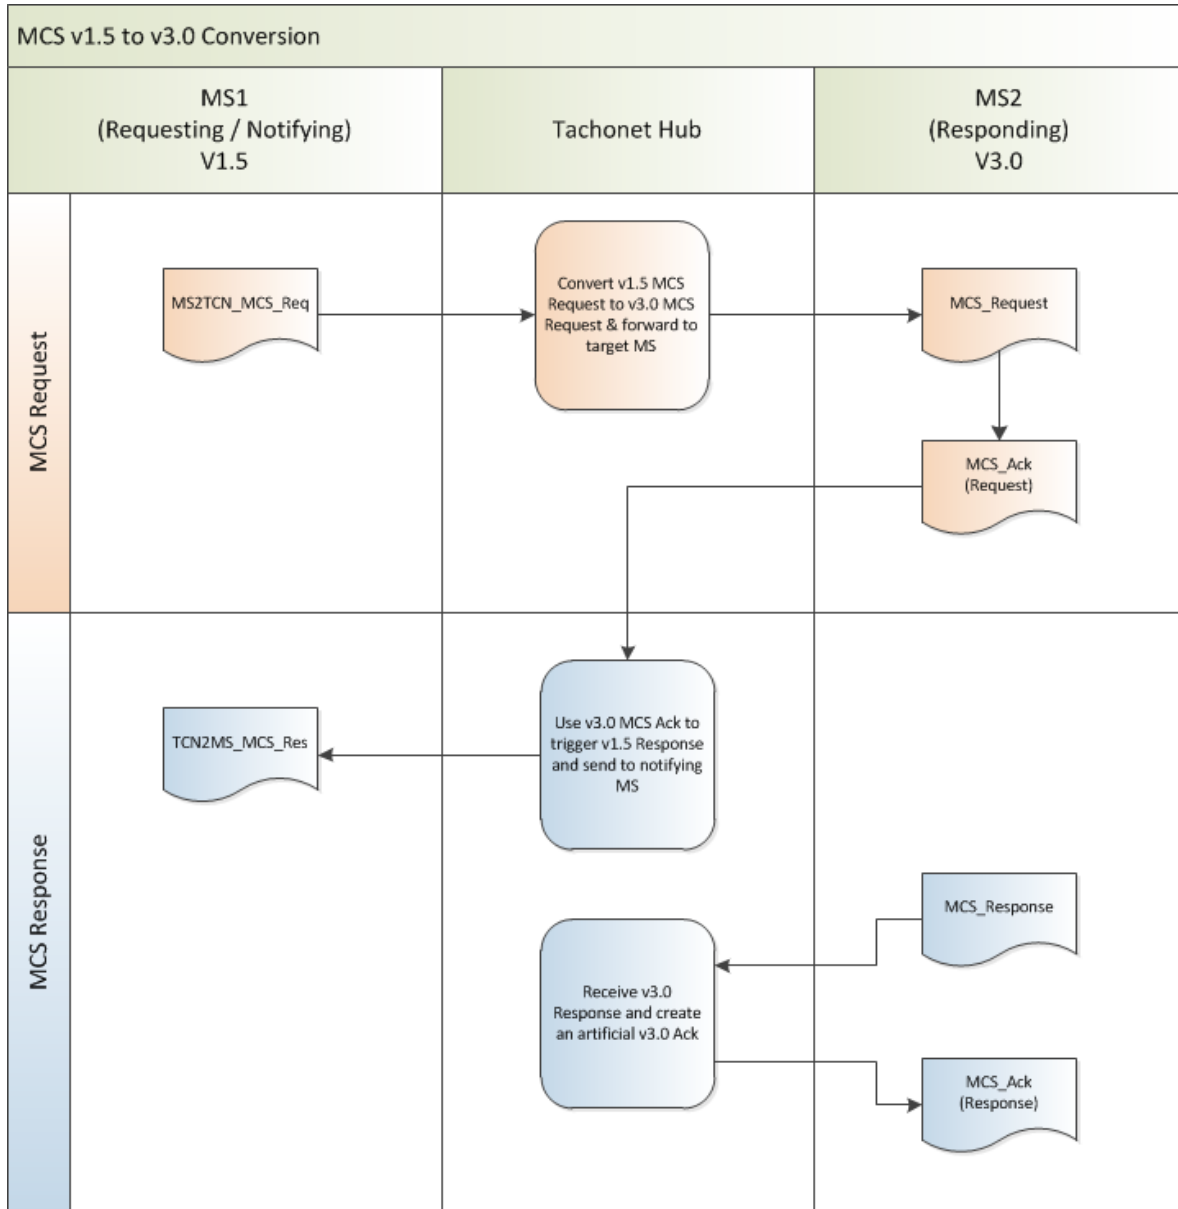 MCS v1.5 to v3.0 Conversion
MS1
(Requesting / Notifying)
V1.5
Tachonet Hub
MS2
(Responding)
V3.0
MCS Request
MS2TCN_MCS_Req
Convert v1.5 MCS
Request to v3.0 MCS
Request & forward to
target MS
MCS_Request
MCS_Ack
(Request)
MCS Response
TCN2MS_MCS_Res
Use v3.0 MCS Ack to
trigger v1.5 Response
and send to notifying
MS
MCS_Response
Receive v3.0
Response and create
an artificial v3.0 Ack
MCS_Ack
(Response)